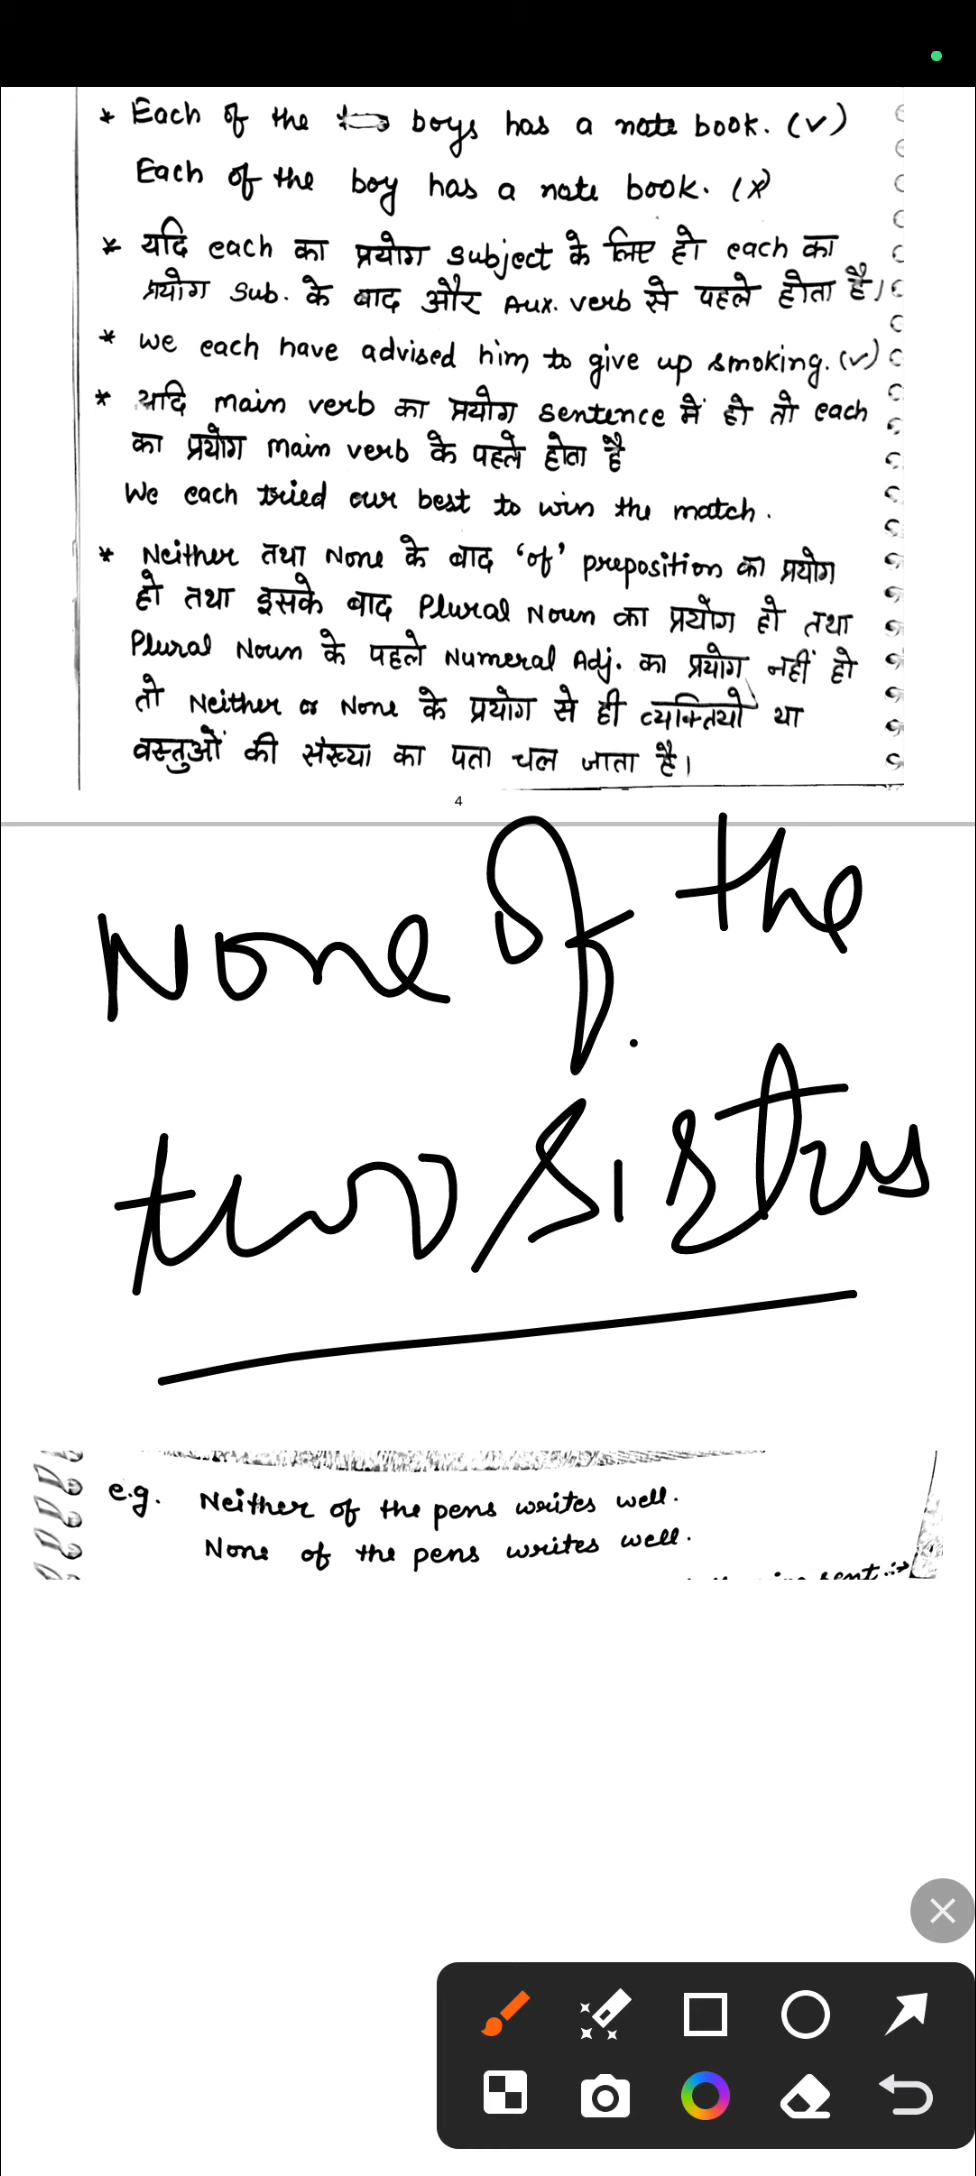 * Each of the boys has a note book. (✓)
Each of the boy has a note book. (x)
* यदि each का प्रयोग subject के लिए हो each का
प्रयोग Sub. के बाद और Aux. verb से पहले होता है।
* We each have advised him to give up smoking. (✓)
* यदि main verb का प्रयोग sentence में हो तो each
का प्रयोग main verb के पहले होता है
We each tried our best to win the match.
* Neither तथा None के बाद 'of' preposition का प्रयोग
हो तथा इसके बाद Plural Noun का प्रयोग हो तथा
Plural Noun के पहले Numeral Adj. का प्रयोग नहीं हो
तो Neither or None के प्रयोग से ही व्यक्तियों या
वस्तुओं की संख्या का पता चल जाता है।
4
None of the
two sisters
e.g. Neither of the pens writes well.
None of the pens writes well.
sent :->